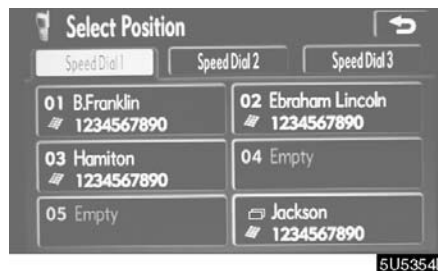 Select Position
Speed Dial 1 Speed Dial 2 Speed Dial 3
01 B.Franklin 02 Ebraham Lincoln
1234567890 1234567890
03 Hamiton 04 Empty
1234567890
05 Empty Jackson
1234567890
5U5354